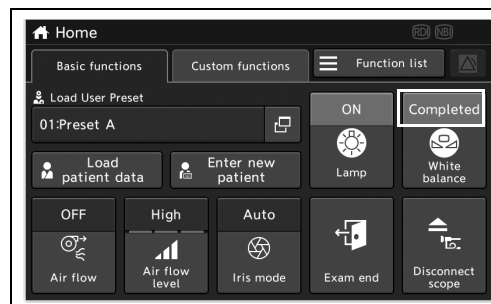 Home
RDI NBI
Basic functions
Custom functions
Function list
Load User Preset
01:Preset A
ON
Lamp
Completed
White
balance
Load
patient data
Enter new
patient
OFF
Air flow
High
Air flow
level
Auto
Iris mode
Exam end
Disconnect
scope